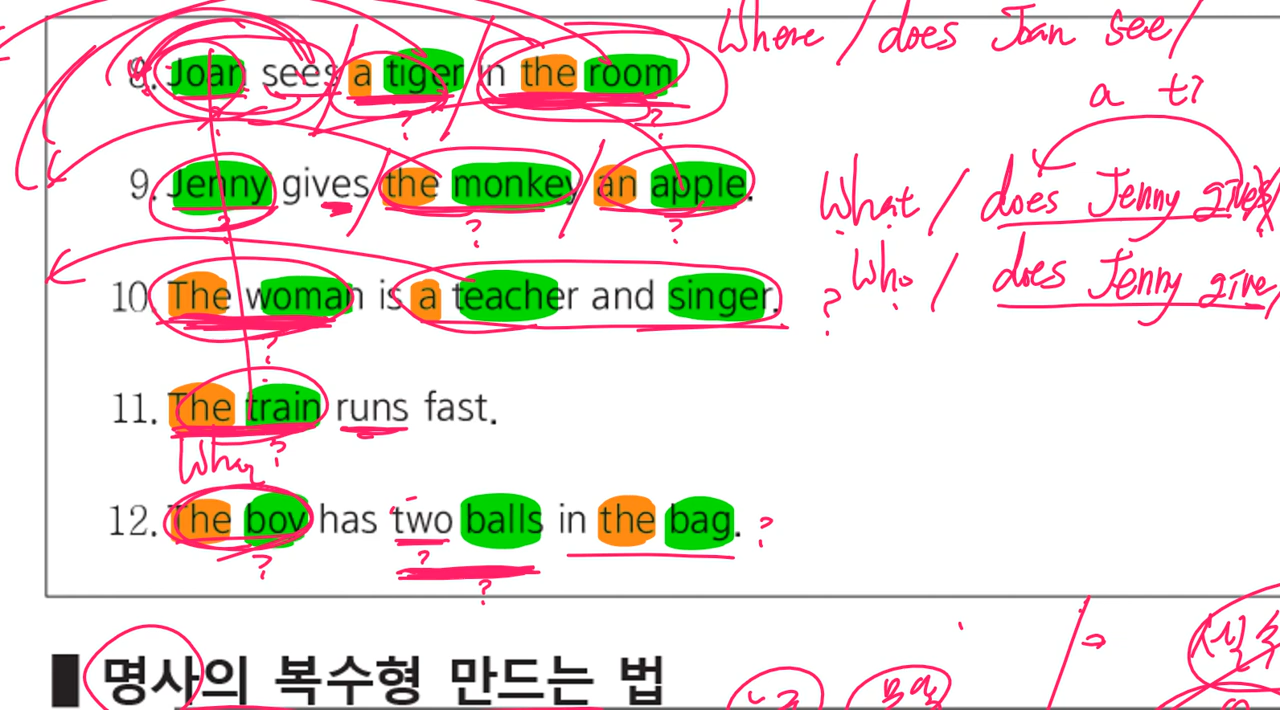 Where / does Joan see /
8. Joan sees a tiger in the room
?
?
a ti
9. Jenny gives the monkey an apple.
? ? ?
What / does Jenny give
Who / does Jenny give /
10. The woman is a teacher and singer.
? ?
11. The train runs fast.
?
12. The boy has two balls in the bag. ?
? ? ?
명사의 복수형 만드는 법